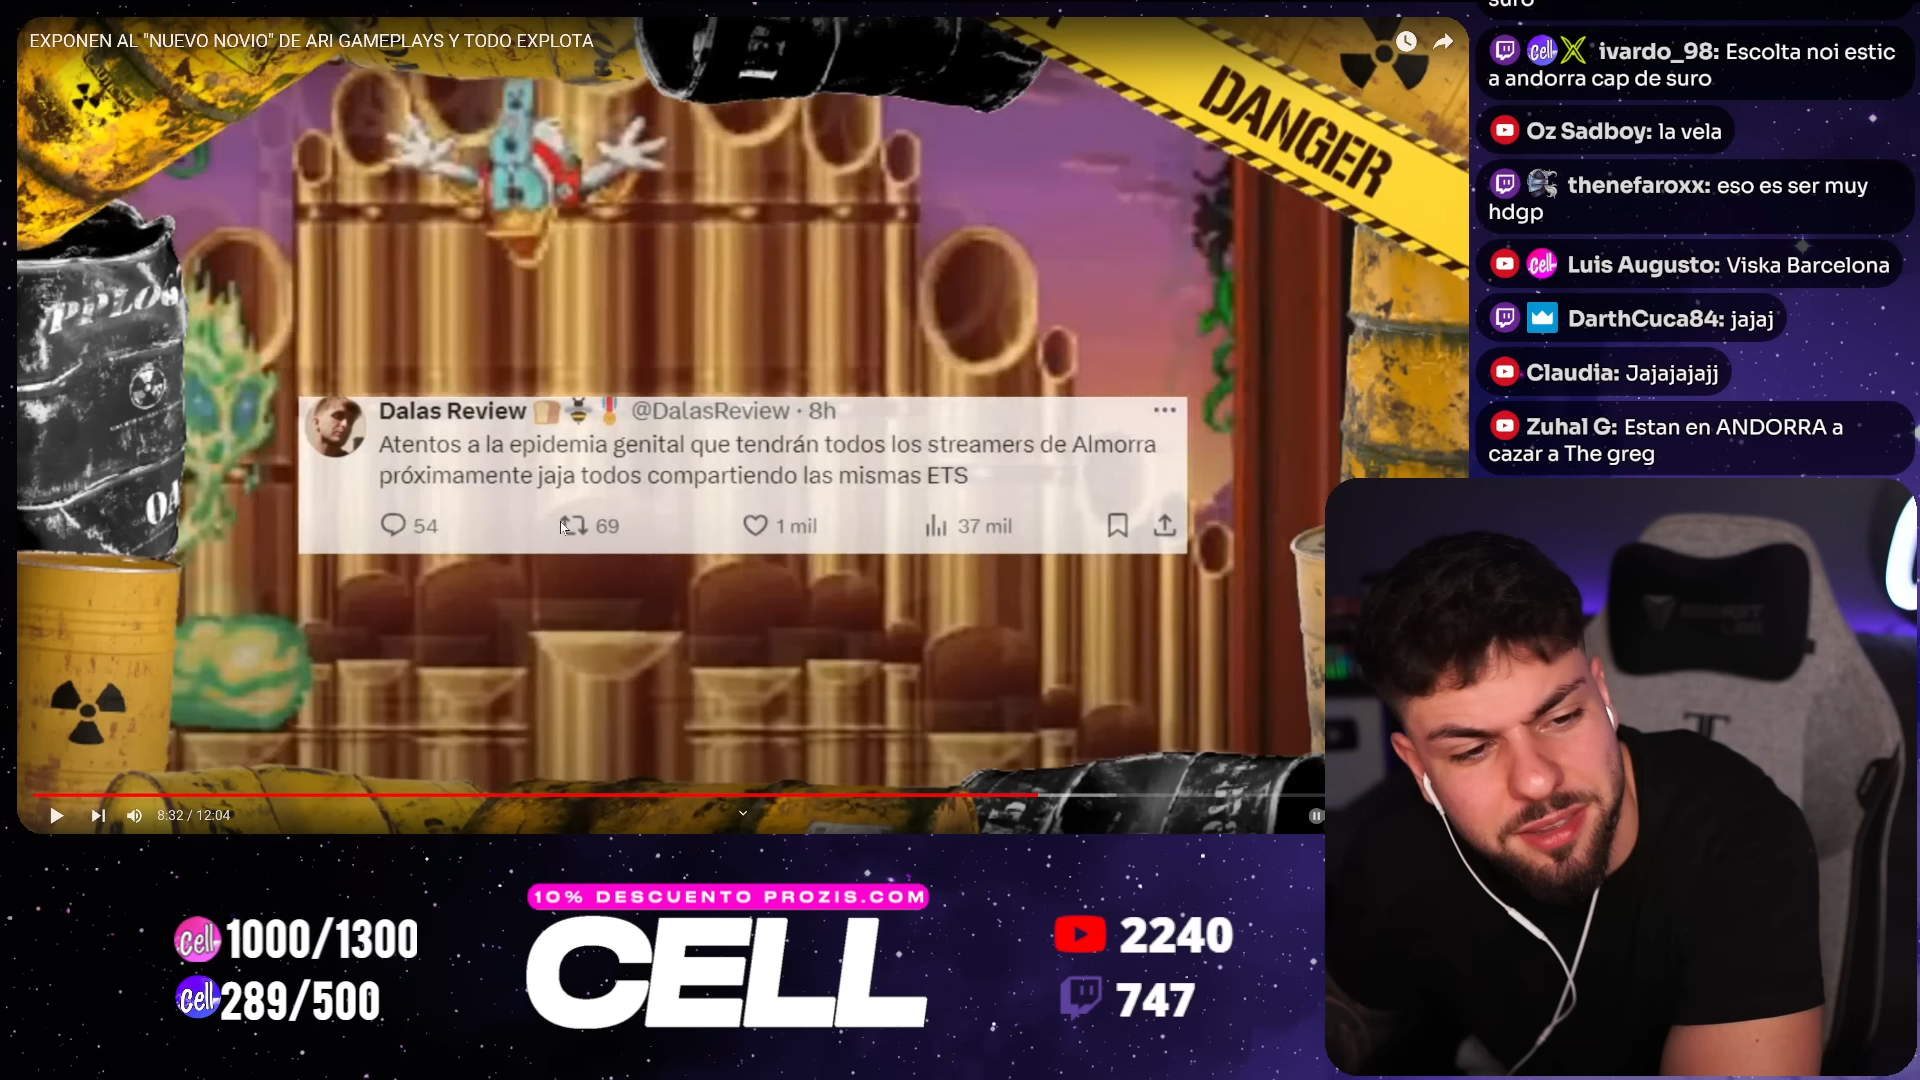 EXPONEN AL "NUEVO NOVIO" DE ARI GAMEPLAYS Y TODO EXPLOTA
DANGER
Dalas Review @DalasReview · 8h
Atentos a la epidemia genital que tendrán todos los streamers de Almorra
próximamente jaja todos compartiendo las mismas ETS
54
69
1 mil
37 mil
8:32 / 12:04
suro
ivardo_98: Escolta noi estic
a andorra cap de suro
Oz Sadboy: la vela
thenefaroxx: eso es ser muy
hdgp
Luis Augusto: Viska Barcelona
DarthCuca84: jajaj
Claudia: Jajajajajj
Zuhal G: Estan en ANDORRA a
cazar a The greg
cell 1000/1300
cell 289/500
10% DESCUENTO PROZIS.COM
CELL
2240
747